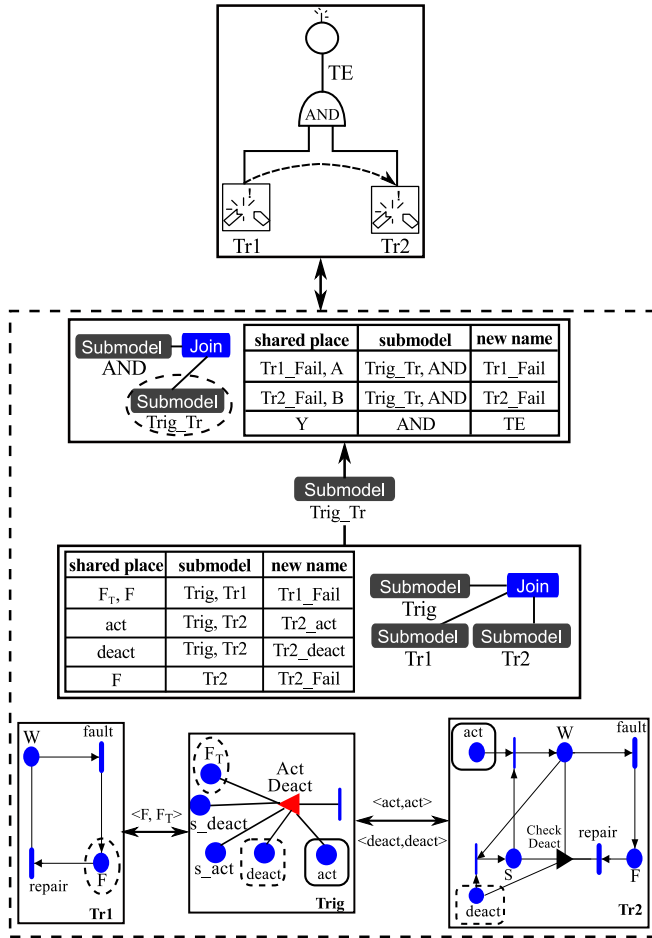 TE
AND
!
!
Tr1
Tr2
Submodel
Join
AND
Submodel
Trig_Tr
shared place submodel new name
Tr1_Fail, A Trig_Tr, AND Tr1_Fail
Tr2_Fail, B Trig_Tr, AND Tr2_Fail
Y AND TE
Submodel
Trig_Tr
shared place submodel new name
F_T, F Trig, Tr1 Tr1_Fail
act Trig, Tr2 Tr2_act
deact Trig, Tr2 Tr2_deact
F Tr2 Tr2_Fail
Submodel
Join
Trig
Submodel
Submodel
Tr1
Tr2
W
fault
repair
F
Tr1
<F, F_T>
F_T
Act
Deact
s_deact
s_act
deact
act
Trig
<act,act>
<deact,deact>
act
W
fault
Check
Deact
repair
S
F
deact
Tr2